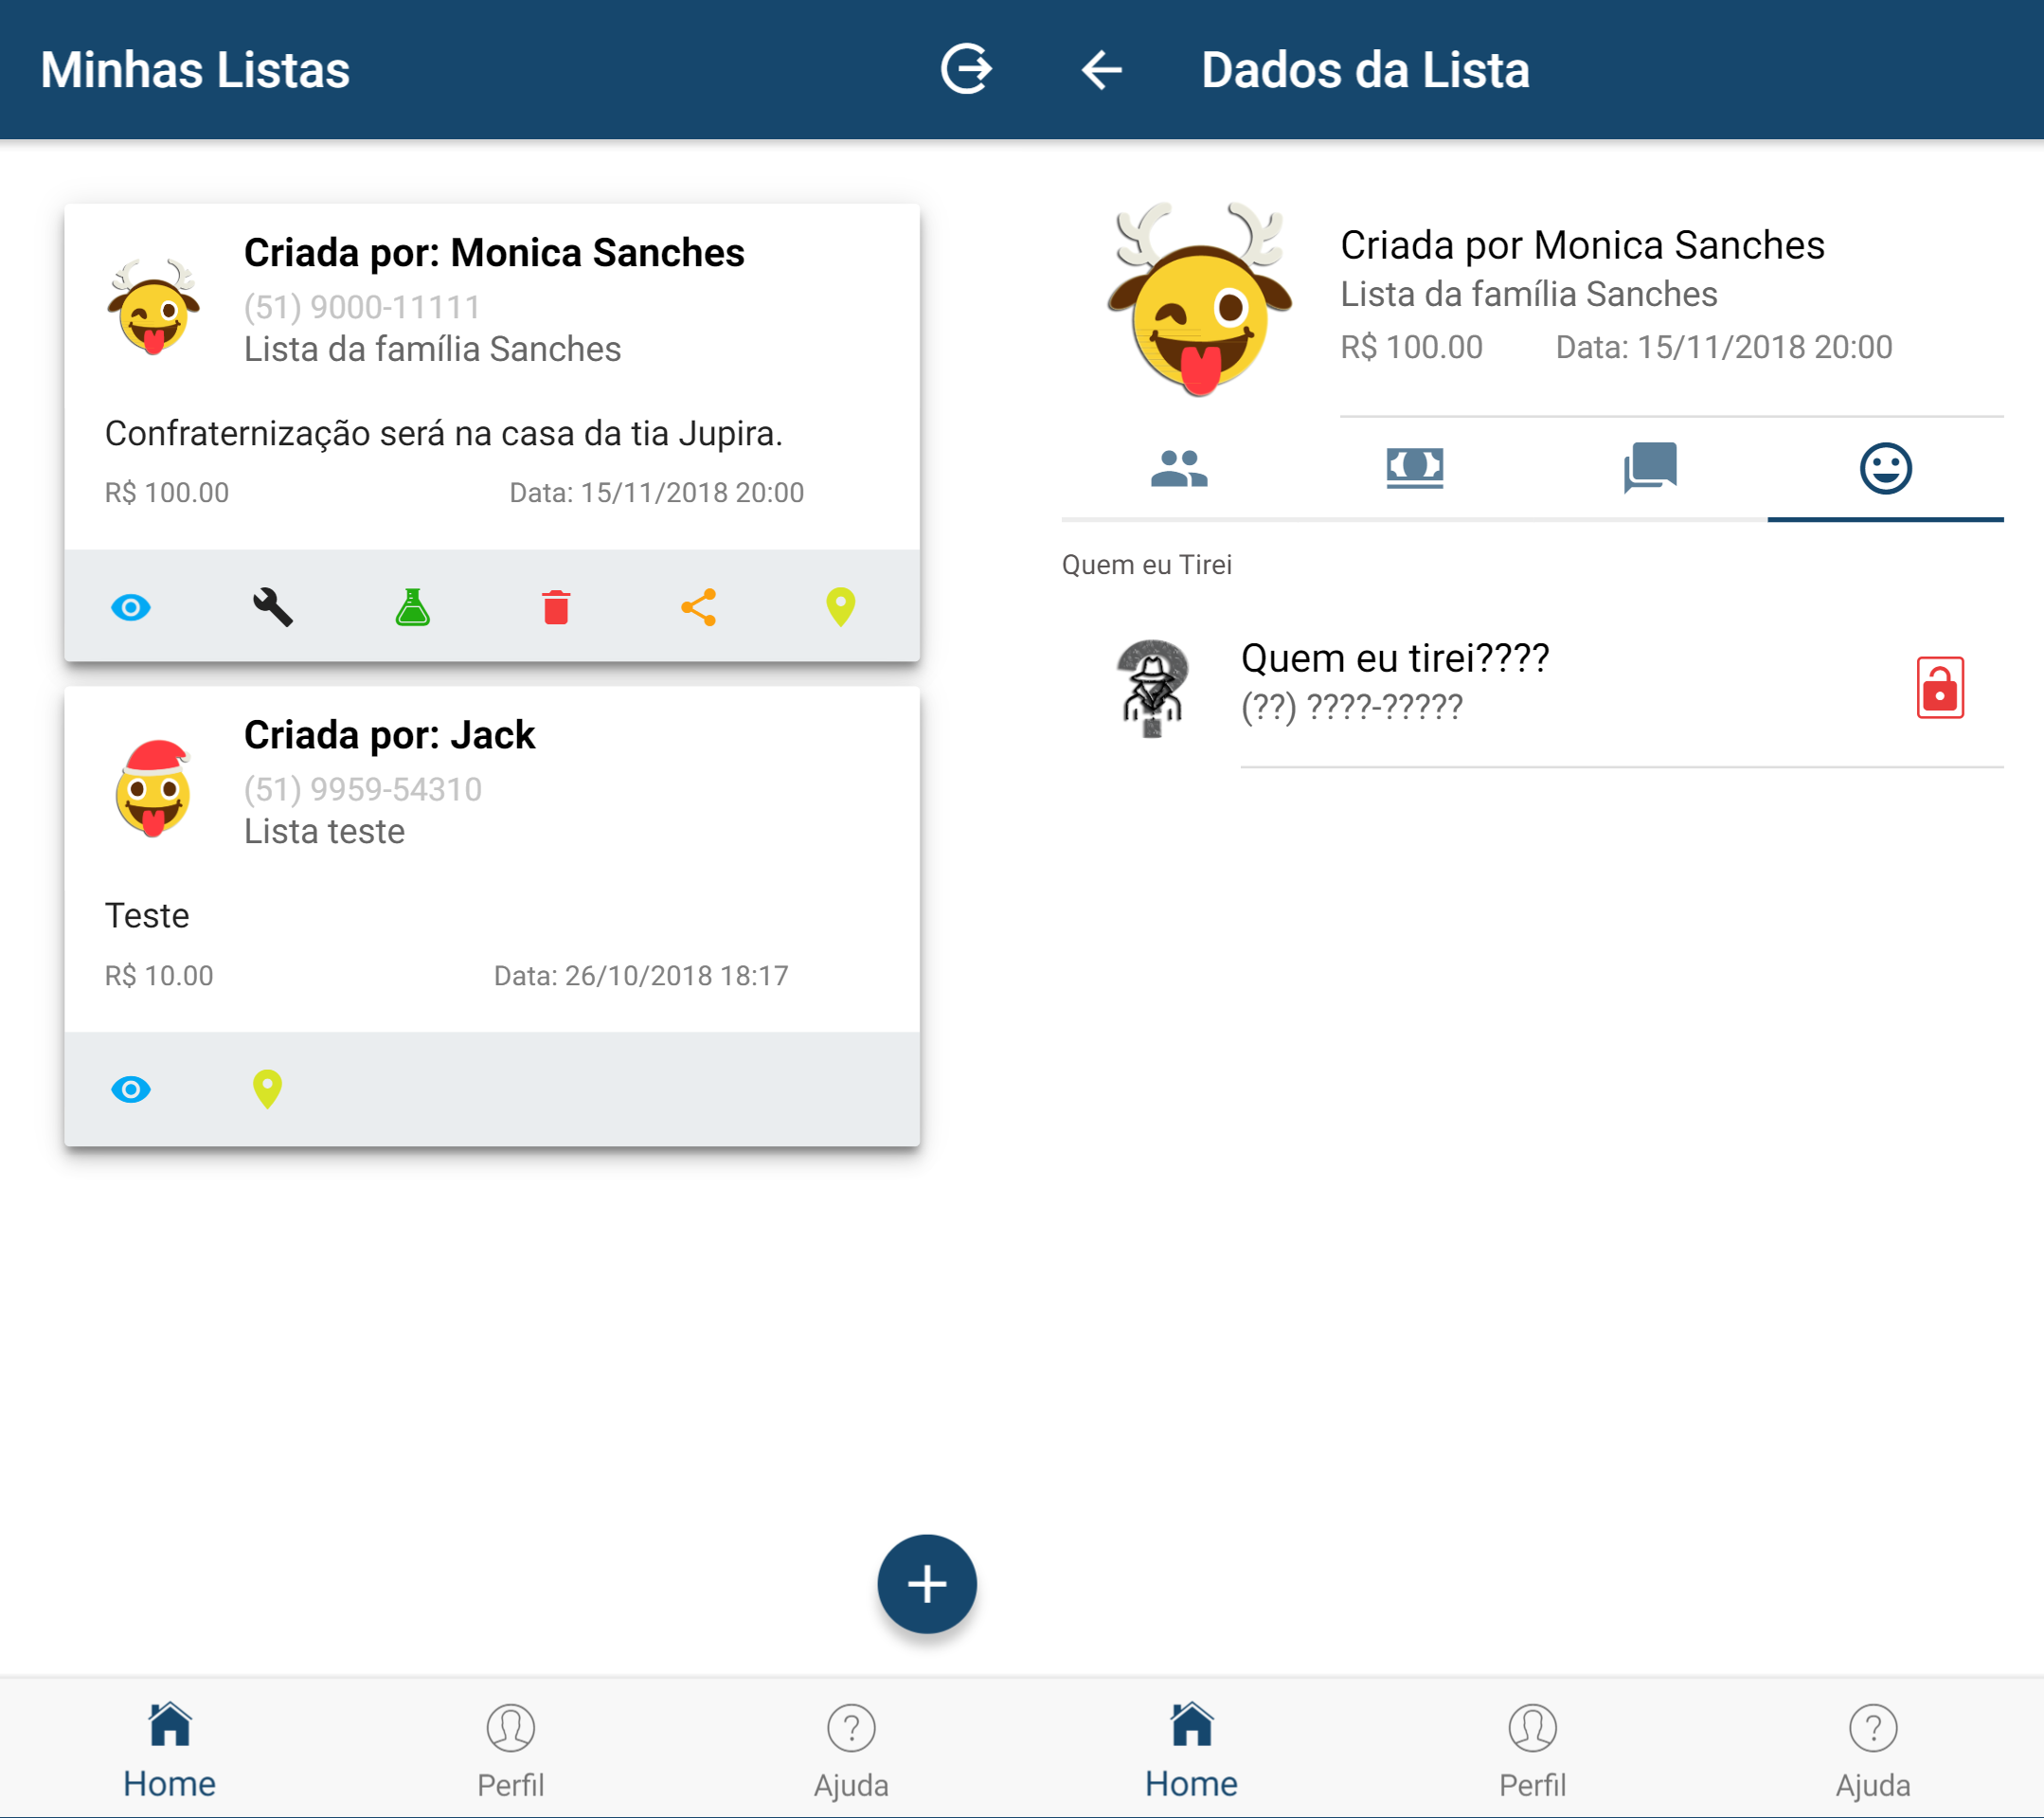 Minhas Listas
Criada por: Monica Sanches
(51) 9000-11111
Lista da família Sanches
Confraternização será na casa da tia Jupira.
R$ 100.00 Data: 15/11/2018 20:00
Criada por: Jack
(51) 9959-54310
Lista teste
Teste
R$ 10.00 Data: 26/10/2018 18:17
Home Perfil Ajuda
Dados da Lista
Criada por Monica Sanches
Lista da família Sanches
R$ 100.00 Data: 15/11/2018 20:00
Quem eu Tirei
Quem eu tirei????
(??) ????-?????
Home Perfil Ajuda